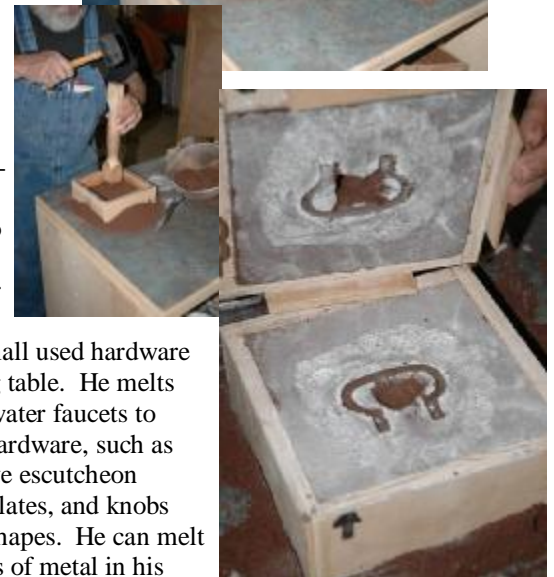 all used hardware
table. He melts
water faucets to
ardware, such as
e escutcheon
lates, and knobs
hapes. He can melt
s of metal in his